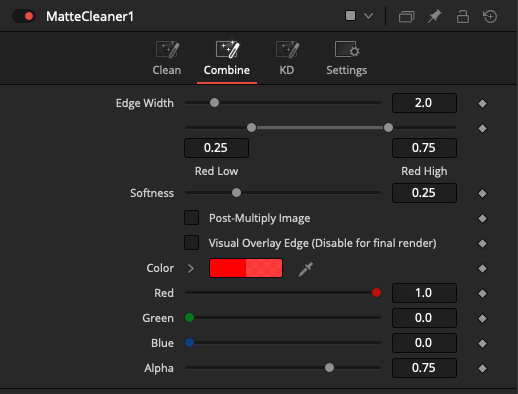 MatteCleaner1
Clean Combine KD Settings
Edge Width 2.0
0.25 0.75
Red Low Red High
Softness 0.25
Post-Multiply Image
Visual Overlay Edge (Disable for final render)
Color
Red 1.0
Green 0.0
Blue 0.0
Alpha 0.75